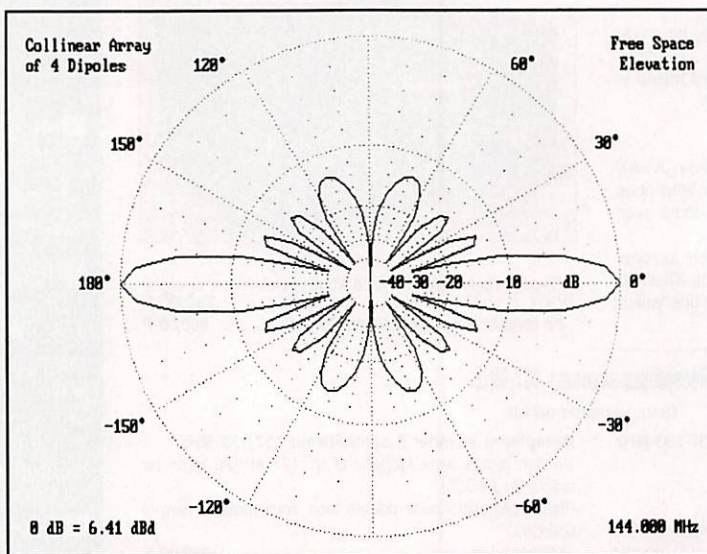 Collinear Array
of 4 Dipoles
Free Space
Elevation
120°
60°
150°
30°
180°
-40
-30
-20
-10
dB
0°
-150°
-30°
-120°
-60°
0 dB = 6.41 dBd
144.000 MHz